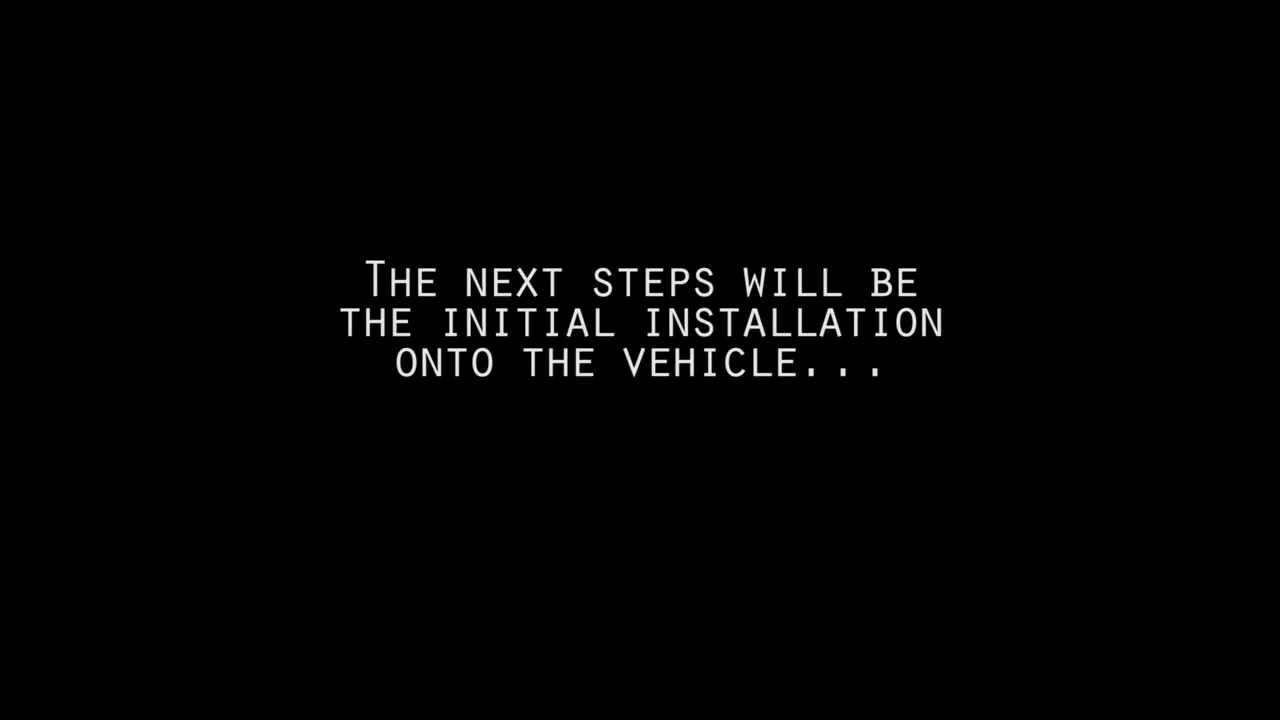 The next steps will be
the initial installation
onto the vehicle...